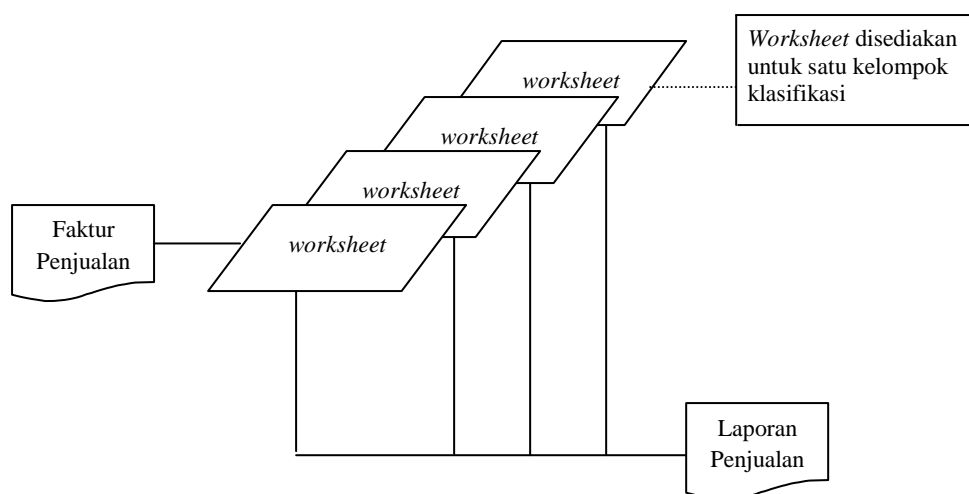 Worksheet disediakan
untuk satu kelompok
klasifikasi
worksheet
worksheet
worksheet
worksheet
Faktur
Penjualan
Laporan
Penjualan